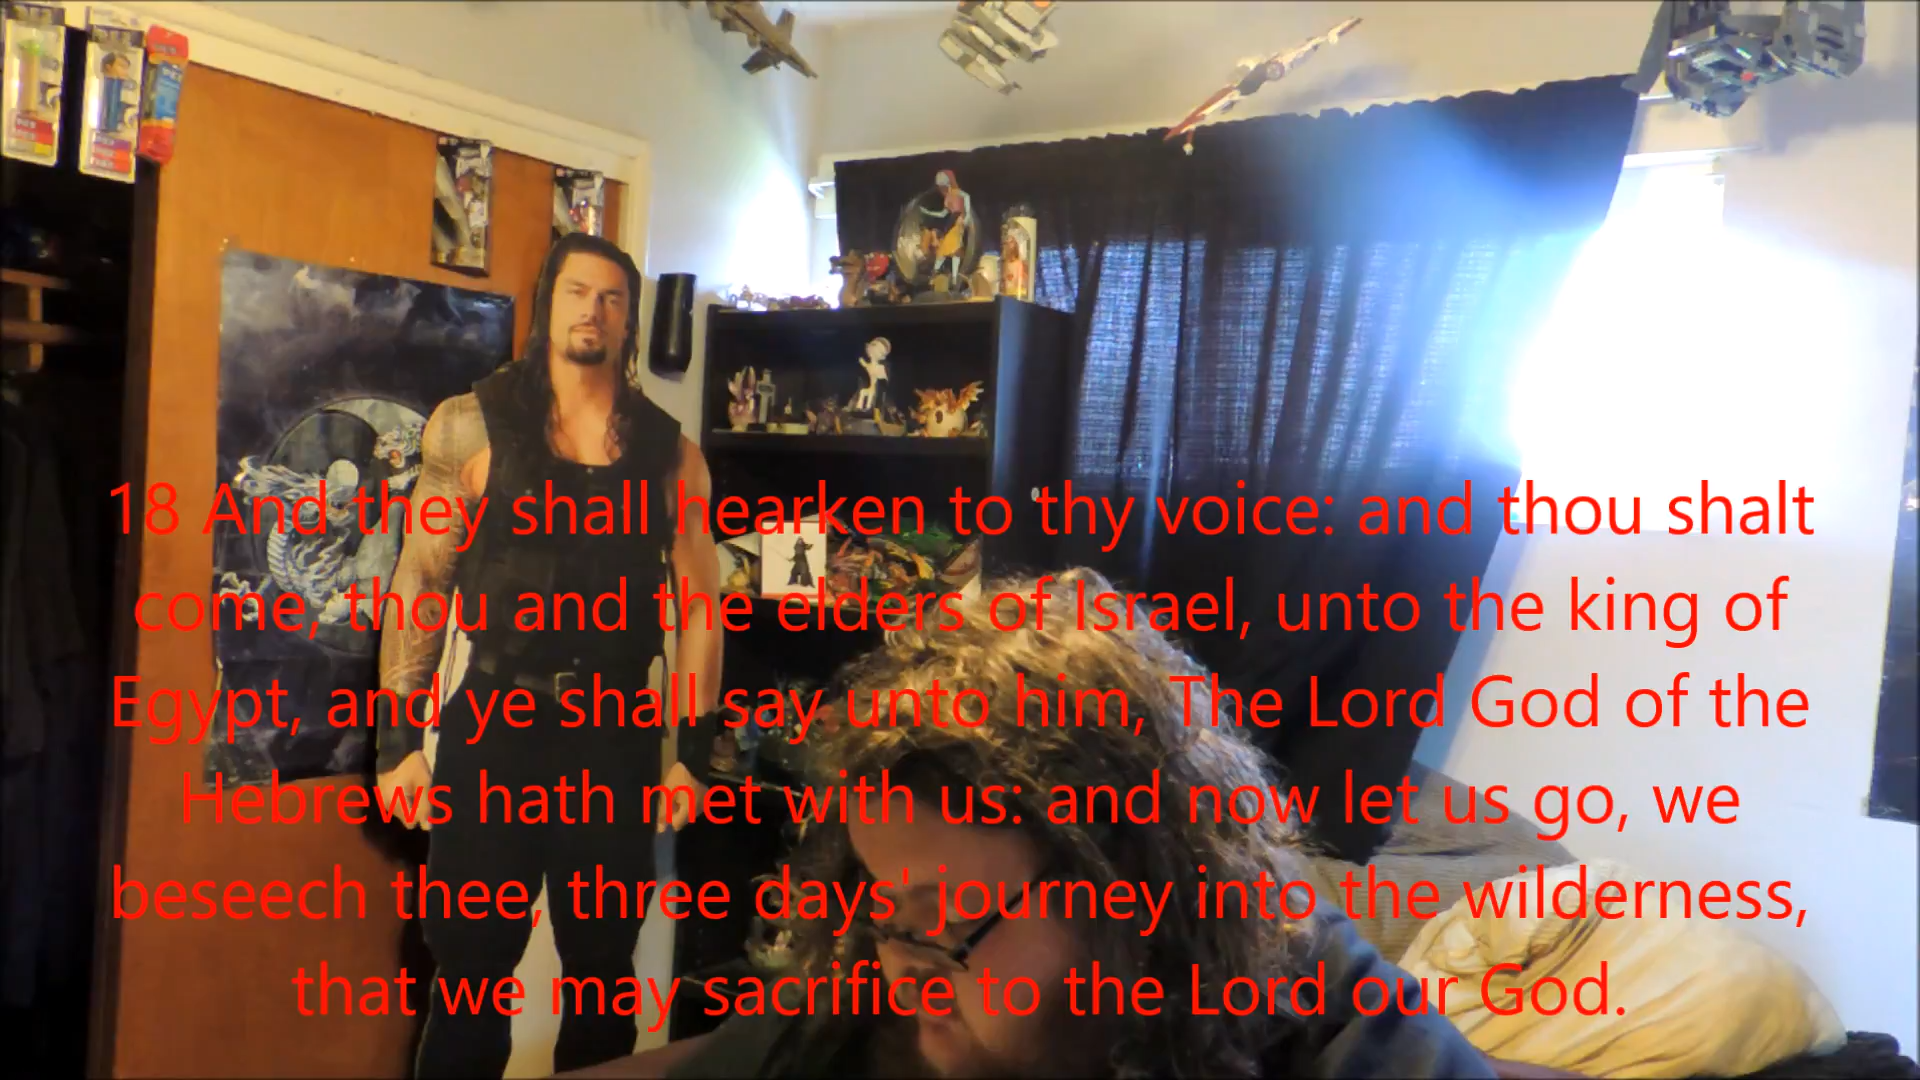 18 And they shall hearken to thy voice: and thou shalt
come, thou and the elders of Israel, unto the king of
Egypt, and ye shall say unto him, The Lord God of the
Hebrews hath met with us: and now let us go, we
beseech thee, three days' journey into the wilderness,
that we may sacrifice to the Lord our God.